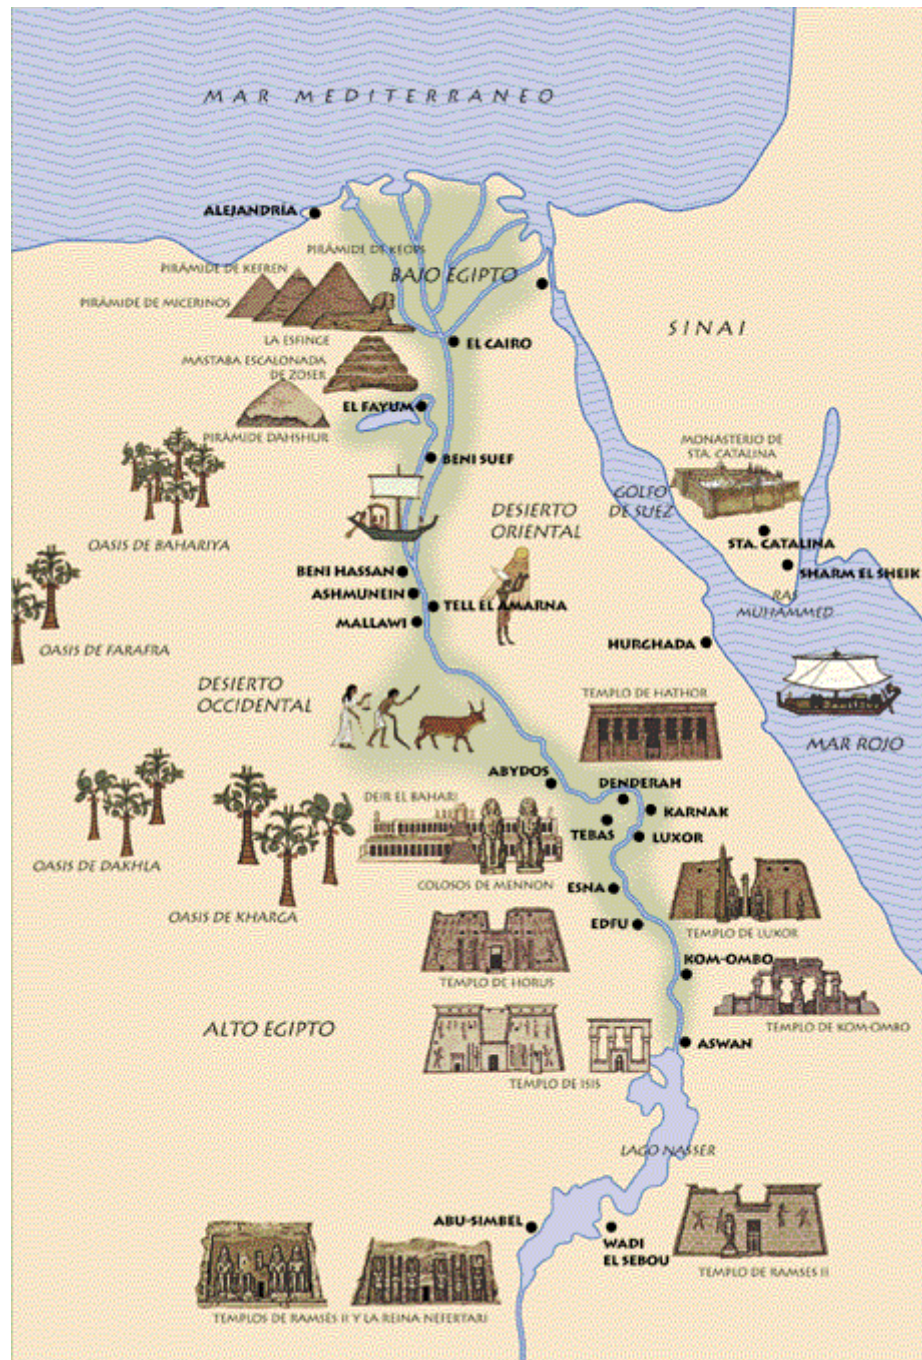 MAR MEDITERRANEO
ALEJANDRÍA
PIRÁMIDE DE KEOPS
PIRÁMIDE DE KEFREN
BAJO EGIPTO
PIRÁMIDE DE MICERINOS
SINAI
LA ESFINGE
EL CAIRO
MASTABA ESCALONADA
DE ZOSER
EL FAYUM
PIRÁMIDE DAHSHUR
MONASTERIO DE
STA. CATALINA
BENI SUEF
GOLFO
DE SUEZ
DESIERTO
ORIENTAL
OASIS DE BAHARIYA
STA. CATALINA
SHARM EL SHEIK
BENI HASSAN
ASHMUNEIN
TELL EL AMARNA
RAS
MUHAMMED
MALLAWI
HURGHADA
OASIS DE FARAFRA
DESIERTO
OCCIDENTAL
TEMPLO DE HATHOR
MAR ROJO
ABYDOS
DENDERAH
DEIR EL BAHARI
KARNAK
TEBAS
LUXOR
OASIS DE DAKHLA
COLOSOS DE MENNON
ESNA
OASIS DE KHARGA
EDFU
TEMPLO DE LUXOR
KOM-OMBO
TEMPLO DE HORUS
TEMPLO DE KOM-OMBO
ALTO EGIPTO
ASWAN
TEMPLO DE ISIS
LAGO NASSER
ABU-SIMBEL
WADI
EL SEBOU
TEMPLO DE RAMSES II
TEMPLOS DE RAMSES II Y LA REINA NEFERTARI